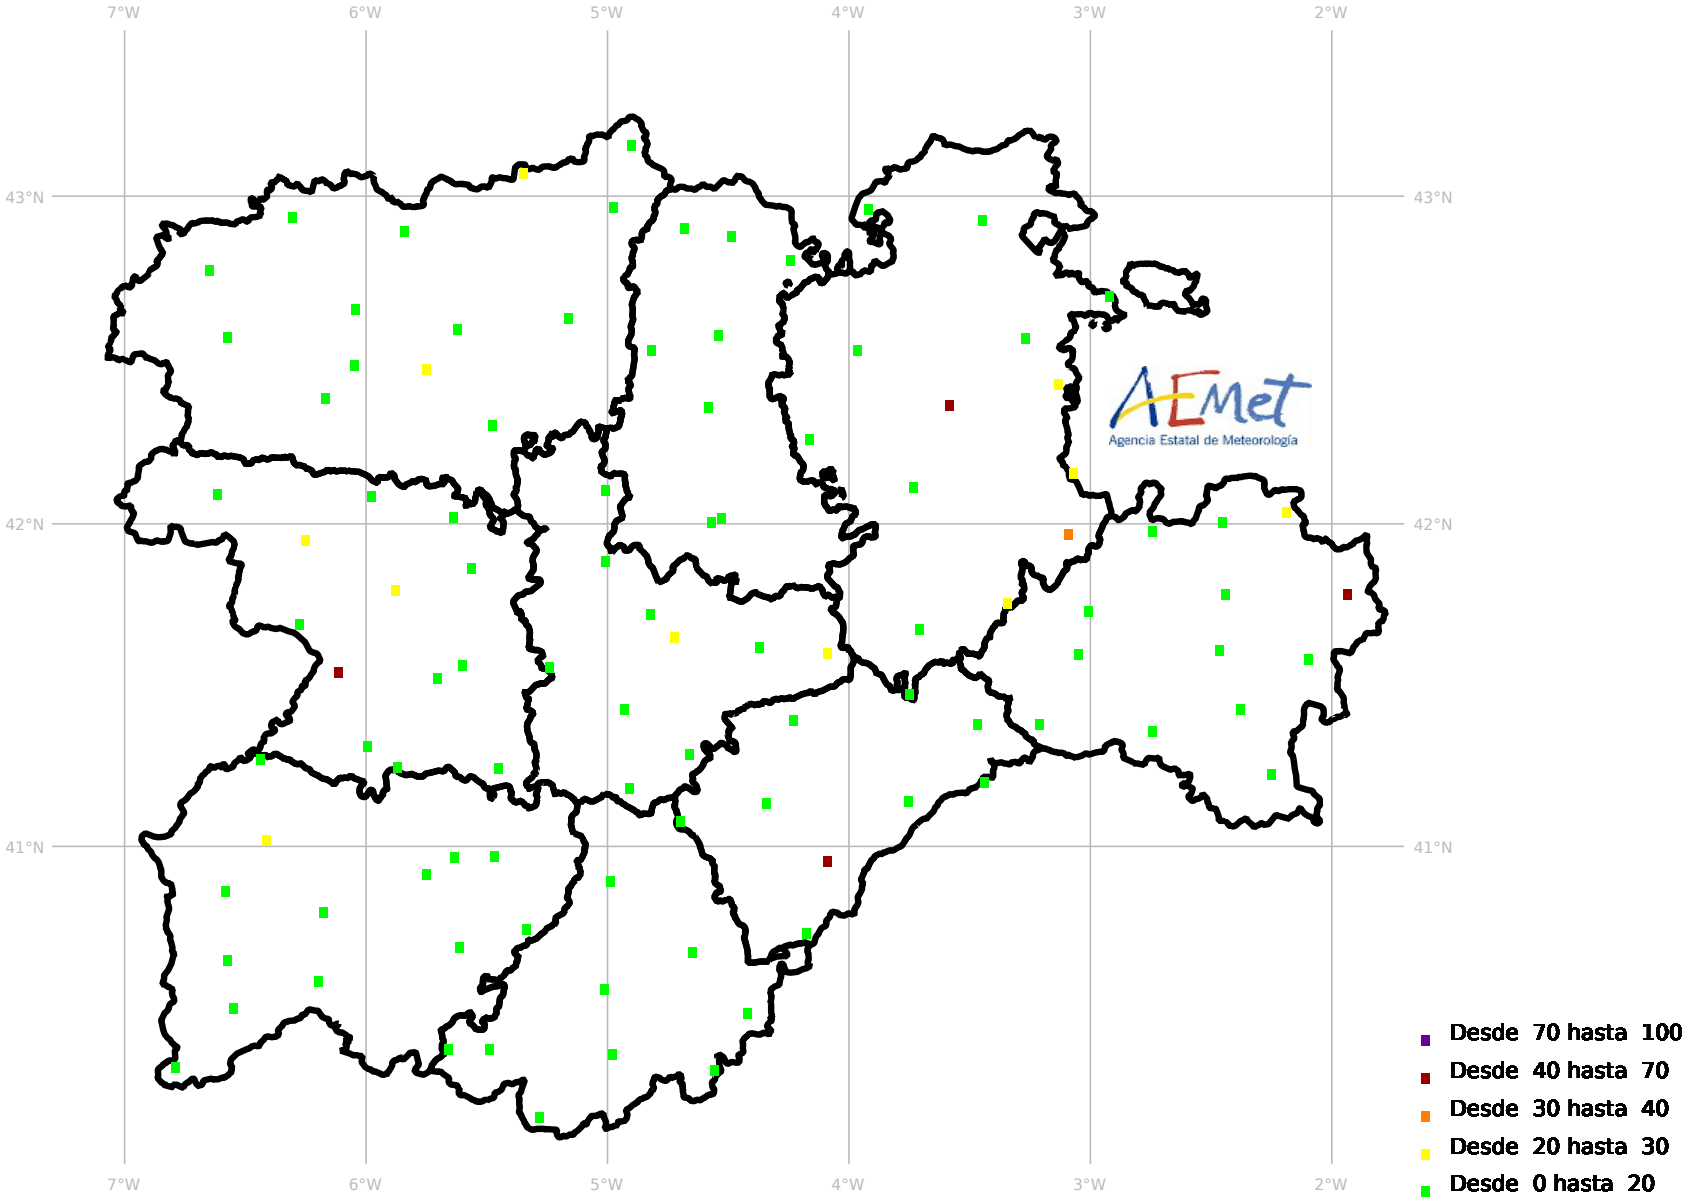 7°W 6°W 5°W 4°W 3°W 2°W
43°N 43°N
AEMet
Agencia Estatal de Meteorología
42°N 42°N
41°N 41°N
Desde 70 hasta 100
Desde 40 hasta 70
Desde 30 hasta 40
Desde 20 hasta 30
Desde 0 hasta 20
7°W 6°W 5°W 4°W 3°W 2°W